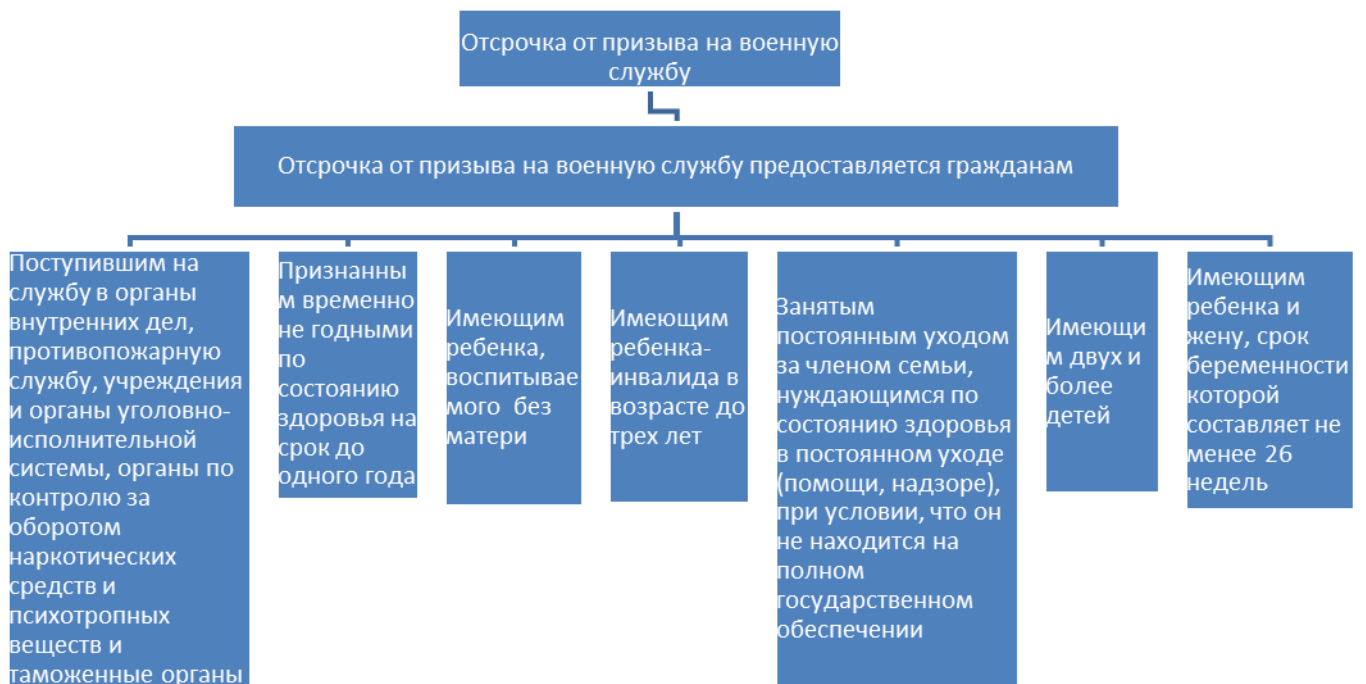 Отсрочка от призыва на военную
службу
Отсрочка от призыва на военную службу предоставляется гражданам
Поступившим на
службу в органы
внутренних дел,
противопожарную
службу, учреждения
и органы уголовно-
исполнительной
системы, органы по
контролю за
оборотом
наркотических
средств и
психотропных
веществ и
таможенные органы
Признанны
м временно
не годными
по
состоянию
здоровья на
срок до
одного года
Имеющим
ребенка,
воспитывае
мого без
матери
Имеющим
ребенка-
инвалида в
возрасте до
трех лет
Занятым
постоянным уходом
за членом семьи,
нуждающимся по
состоянию здоровья
в постоянном уходе
(помощи, надзоре),
при условии, что он
не находится на
полном
государственном
обеспечении
Имеющи
м двух и
более
детей
Имеющим
ребенка и
жену, срок
беременности
которой
составляет не
менее 26
недель